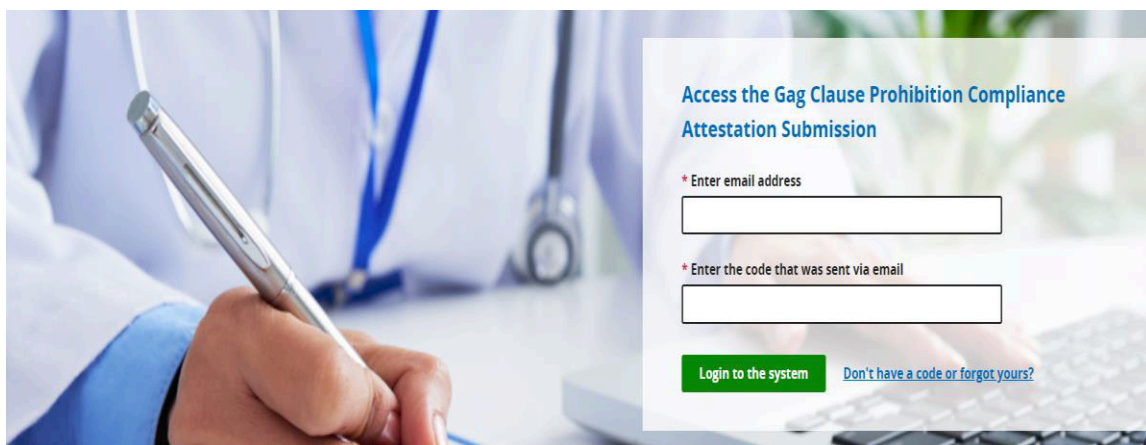 Access the Gag Clause Prohibition Compliance
Attestation Submission
* Enter email address
* Enter the code that was sent via email
Login to the system
Don't have a code or forgot yours?